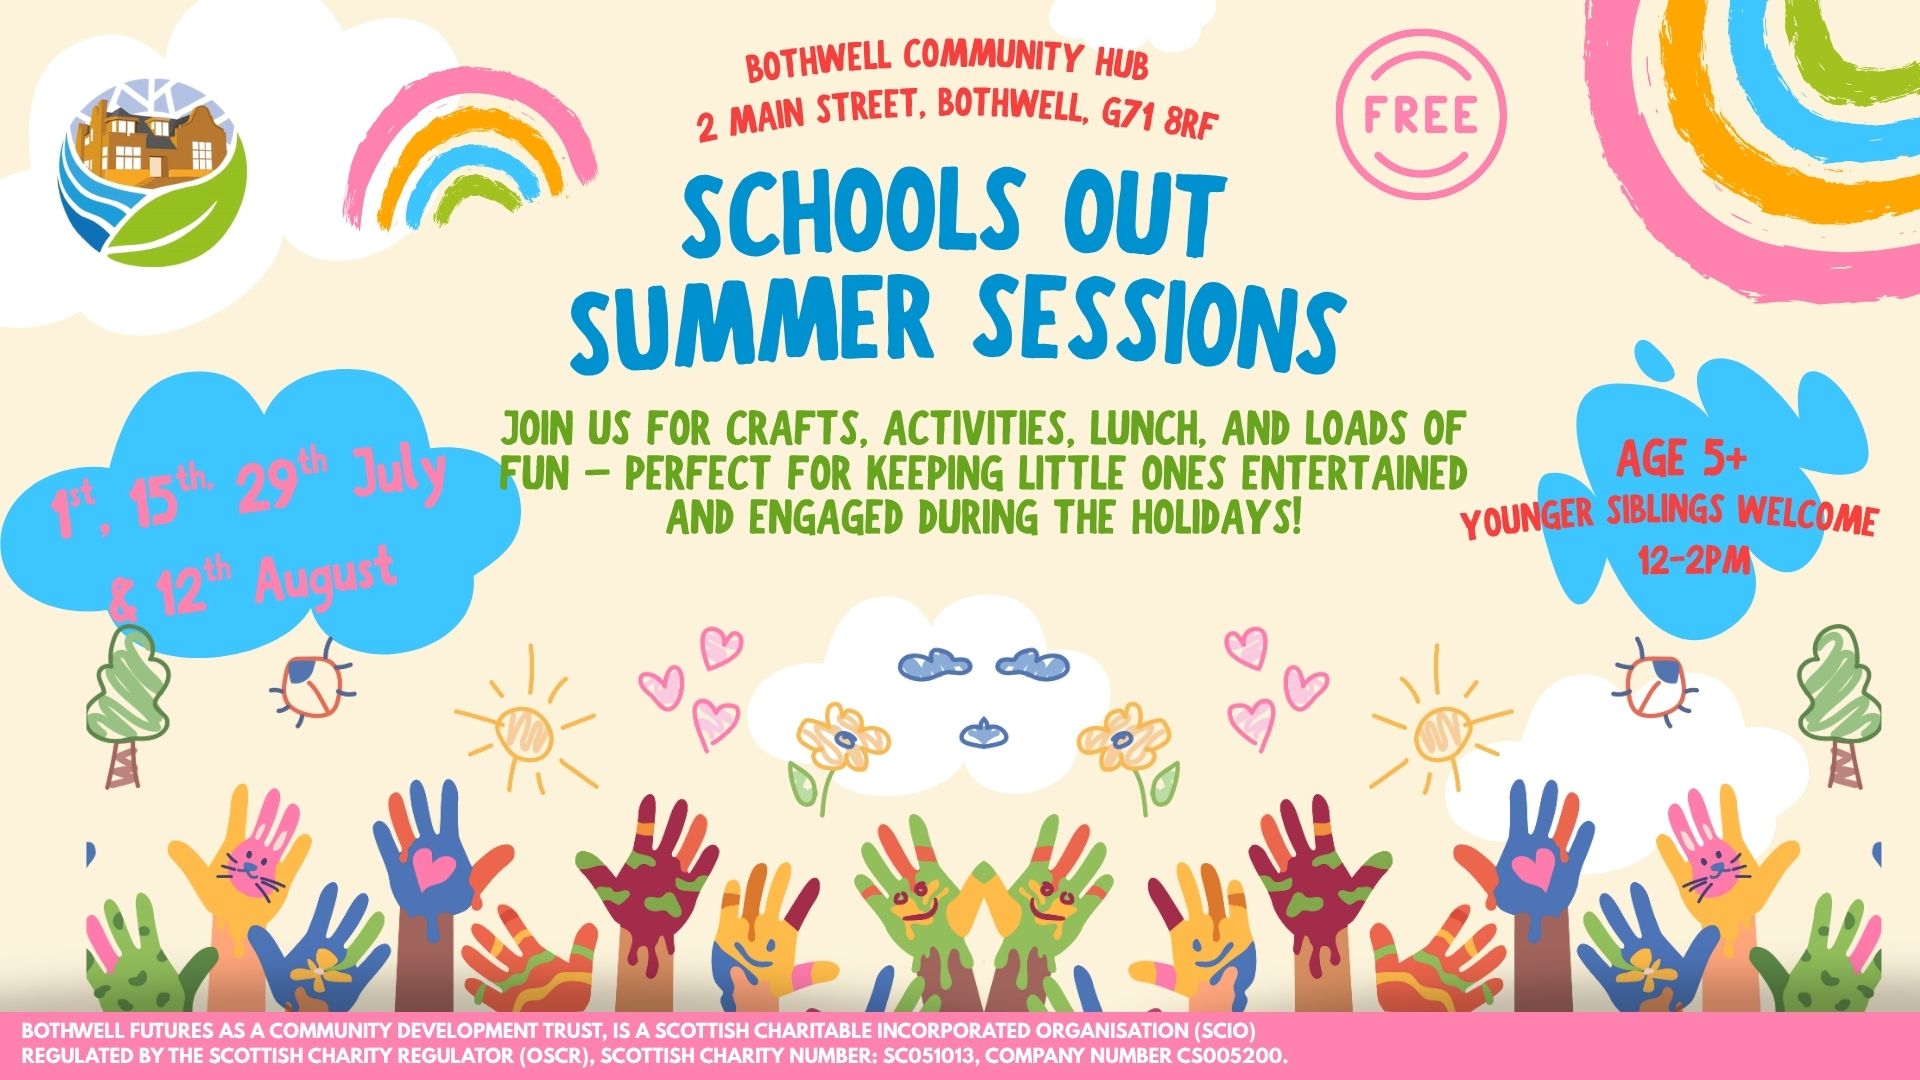 BOTHWELL COMMUNITY HUB
2 MAIN STREET, BOTHWELL, G71 8RF
FREE
SCHOOLS OUT
SUMMER SESSIONS
1st, 15th, 29th July
& 12th August
JOIN US FOR CRAFTS, ACTIVITIES, LUNCH, AND LOADS OF
FUN – PERFECT FOR KEEPING LITTLE ONES ENTERTAINED
AND ENGAGED DURING THE HOLIDAYS!
AGE 5+
YOUNGER SIBLINGS WELCOME
12-2PM
BOTHWELL FUTURES AS A COMMUNITY DEVELOPMENT TRUST, IS A SCOTTISH CHARITABLE INCORPORATED ORGANISATION (SCIO)
REGULATED BY THE SCOTTISH CHARITY REGULATOR (OSCR), SCOTTISH CHARITY NUMBER: SC051013, COMPANY NUMBER CS005200.